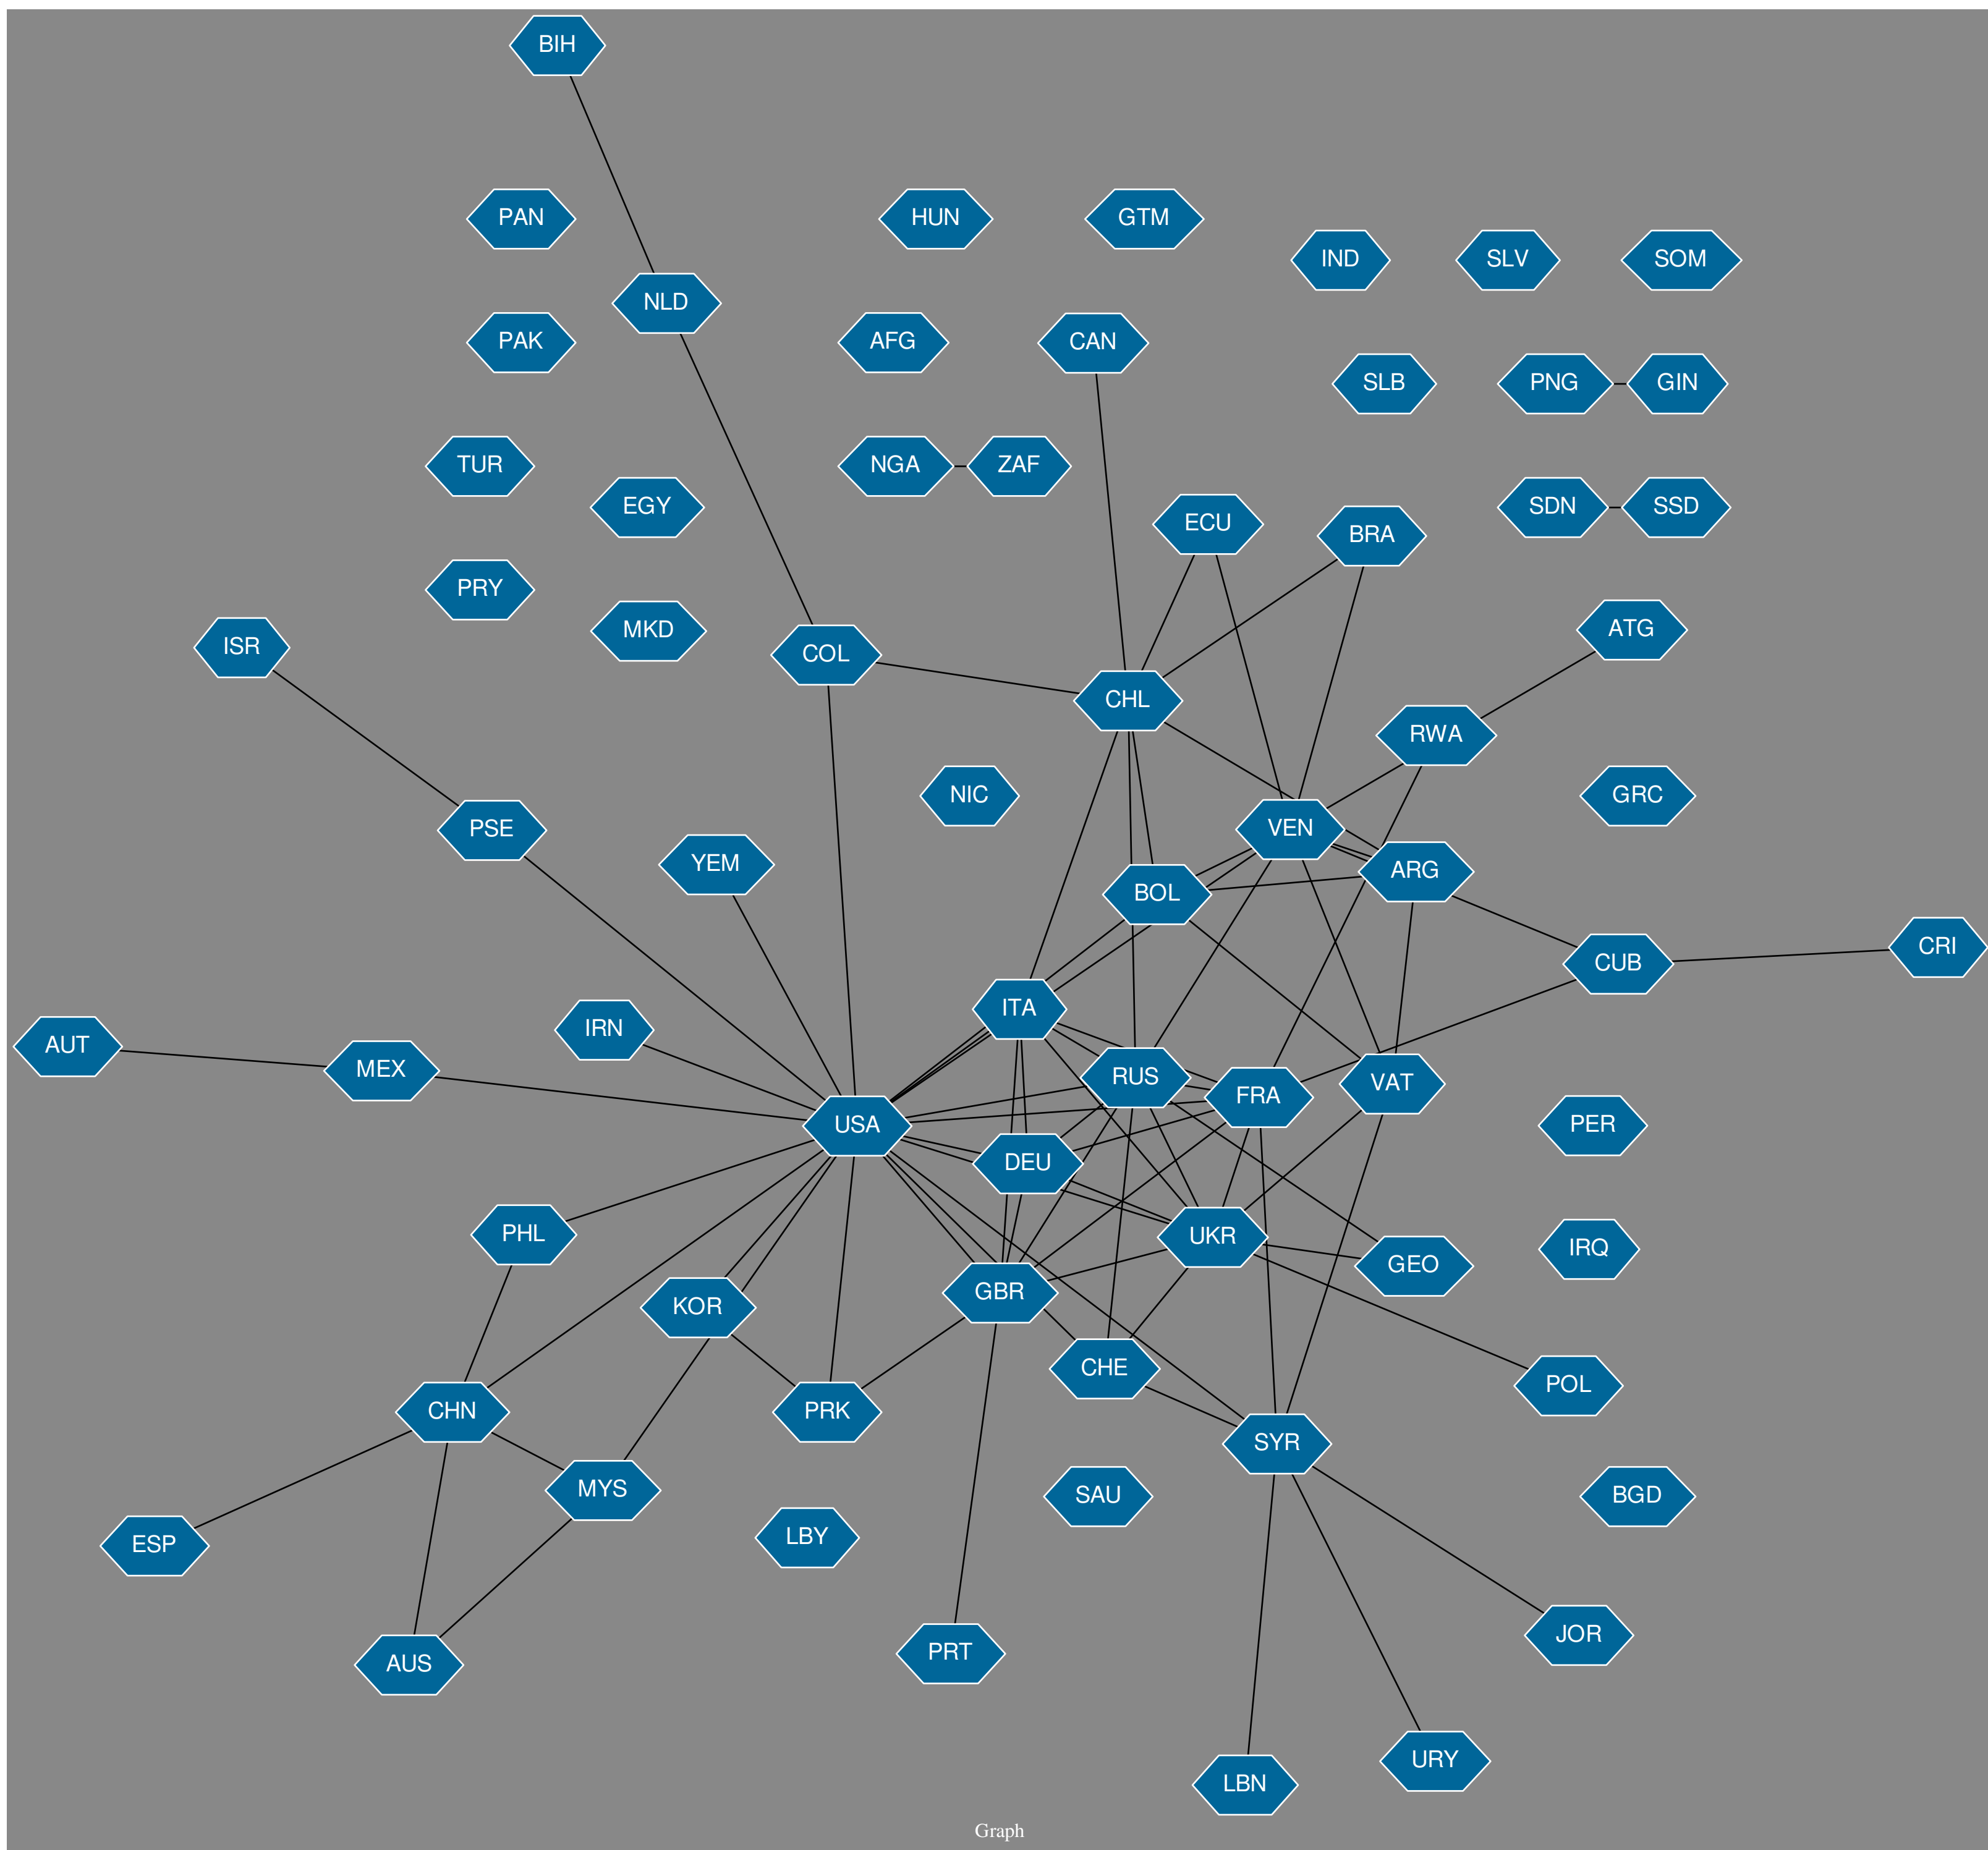 BIH
PAN
HUN
GTM
IND
SLV
SOM
NLD
PAK
AFG
CAN
SLB
PNG
GIN
TUR
NGA
ZAF
EGY
ECU
BRA
SDN
SSD
PRY
MKD
ATG
ISR
COL
CHL
RWA
NIC
GRC
PSE
VEN
YEM
ARG
BOL
CUB
CRI
ITA
IRN
AUT
MEX
RUS
VAT
FRA
USA
PER
DEU
PHL
UKR
IRQ
GEO
GBR
KOR
CHE
POL
CHN
PRK
SYR
MYS
SAU
BGD
LBY
ESP
JOR
PRT
AUS
URY
LBN
Graph